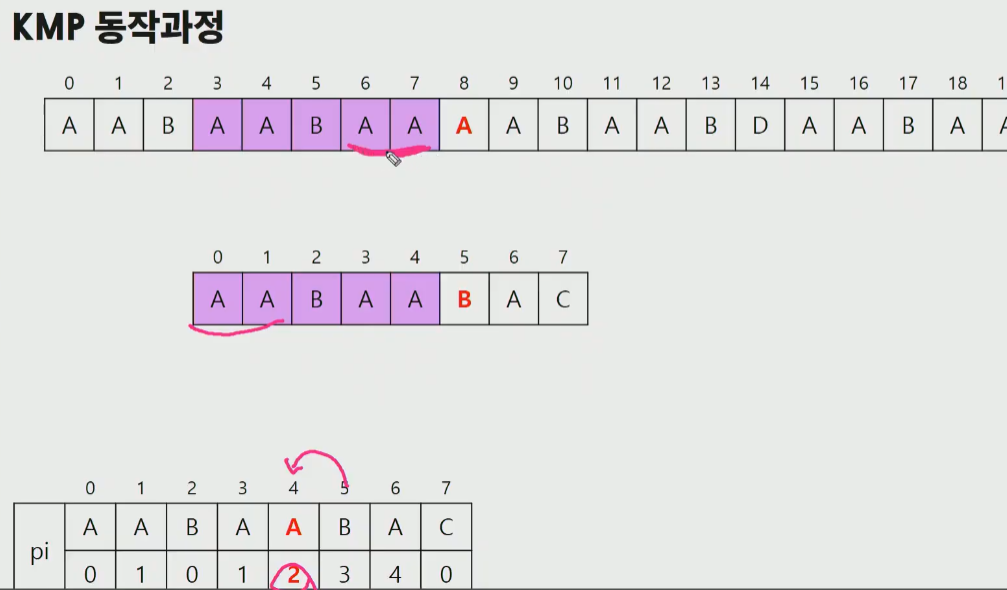 KMP 동작과정
0 1 2 3 4 5 6 7 8 9 10 11 12 13 14 15 16 17 18 1
A A B A A B A A A A B A A B D A A B A A
0 1 2 3 4 5 6 7
A A B A A B A C
0 1 2 3 4 5 6 7
pi A A B A A B A C
0 1 0 1 2 3 4 0